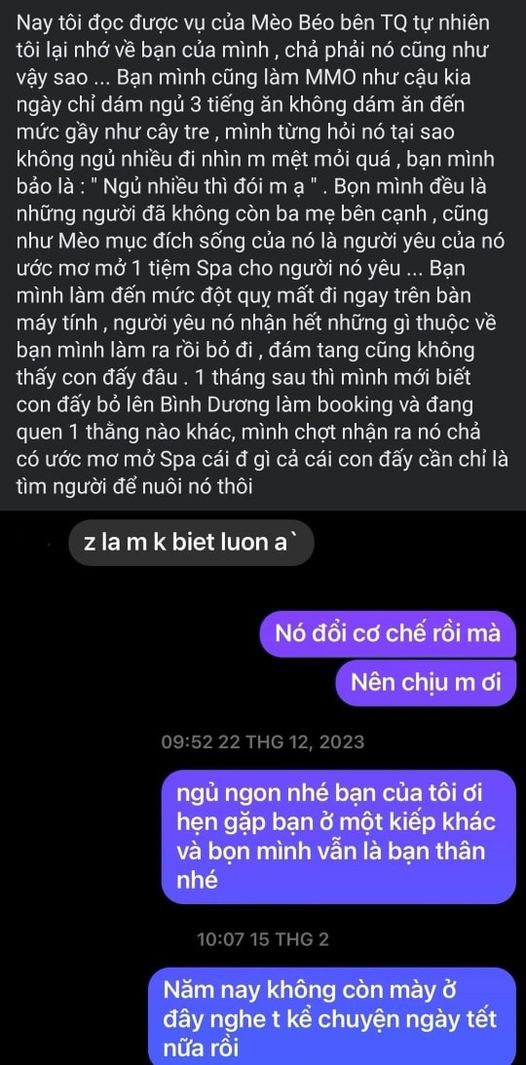 Nay tôi đọc được vụ của Mèo Béo bên TQ tự nhiên
tôi lại nhớ về bạn của mình , chả phải nó cũng như
vậy sao ... Bạn mình cũng làm MMO như cậu kia
ngày chỉ dám ngủ 3 tiếng ăn không dám ăn đến
mức gầy như cây tre , mình từng hỏi nó tại sao
không ngủ nhiều đi nhìn m mệt mỏi quá , bạn mình
bảo là : " Ngủ nhiều thì đói m ạ " . Bọn mình đều là
những người đã không còn ba mẹ bên cạnh , cũng
như Mèo mục đích sống của nó là người yêu của nó
ước mơ mở 1 tiệm Spa cho người nó yêu ... Bạn
mình làm đến mức đột quỵ mất đi ngay trên bàn
máy tính , người yêu nó nhận hết những gì thuộc về
bạn mình làm ra rồi bỏ đi , đám tang cũng không
thấy con đấy đâu . 1 tháng sau thì mình mới biết
con đấy bỏ lên Bình Dương làm booking và đang
quen 1 thằng nào khác, mình chợt nhận ra nó chả
có ước mơ mở Spa cái đ gì cả cái con đấy cần chỉ là
tìm người để nuôi nó thôi
z la m k biet luon a`
Nó đổi cơ chế rồi mà
Nên chịu m ơi
09:52 22 THG 12, 2023
ngủ ngon nhé bạn của tôi ơi
hẹn gặp bạn ở một kiếp khác
và bọn mình vẫn là bạn thân
nhé
10:07 15 THG 2
Năm nay không còn mày ở
đây nghe t kể chuyện ngày tết
nữa rồi